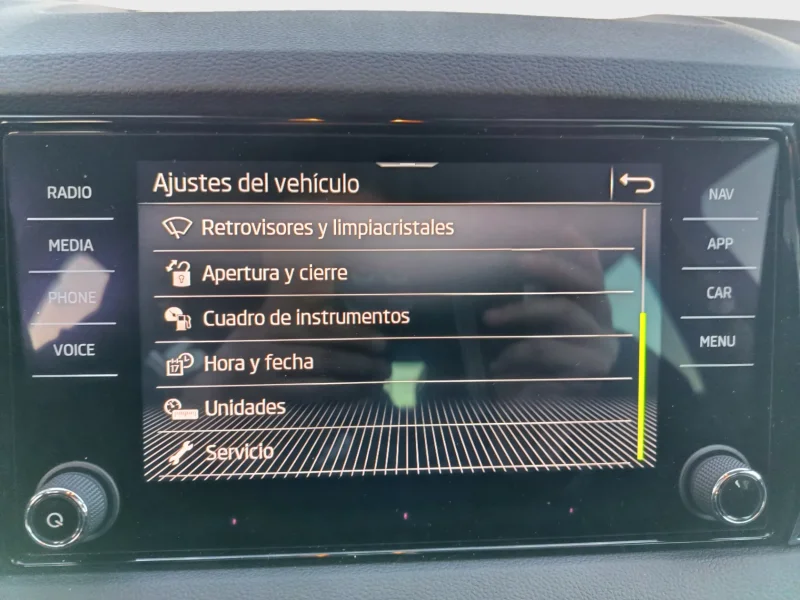 RADIO
MEDIA
PHONE
VOICE
Ajustes del vehículo
Retrovisores y limpiacristales
Apertura y cierre
Cuadro de instrumentos
Hora y fecha
Unidades
Servicio
NAV
APP
CAR
MENU